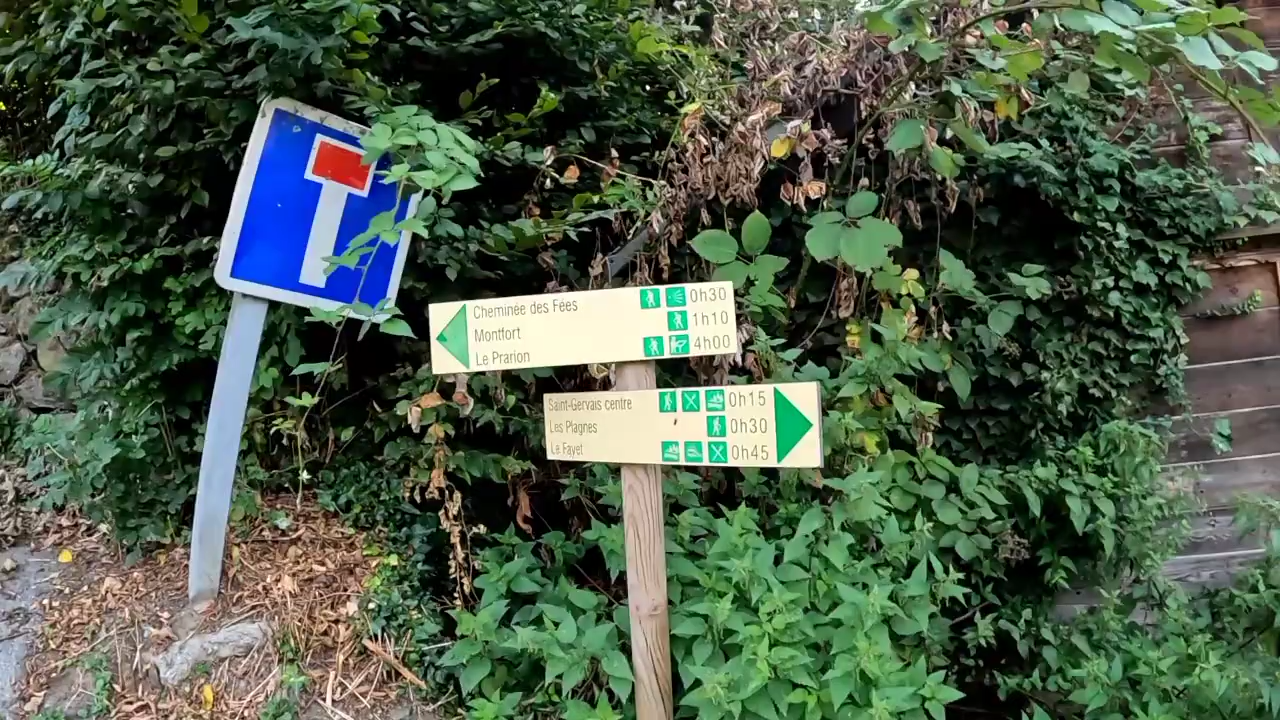 Cheminée des Fées 0h30
Montfort 1h10
Le Prarion 4h00
Saint-Gervais centre 0h15
Les Plagnes 0h30
Le Fayet 0h45